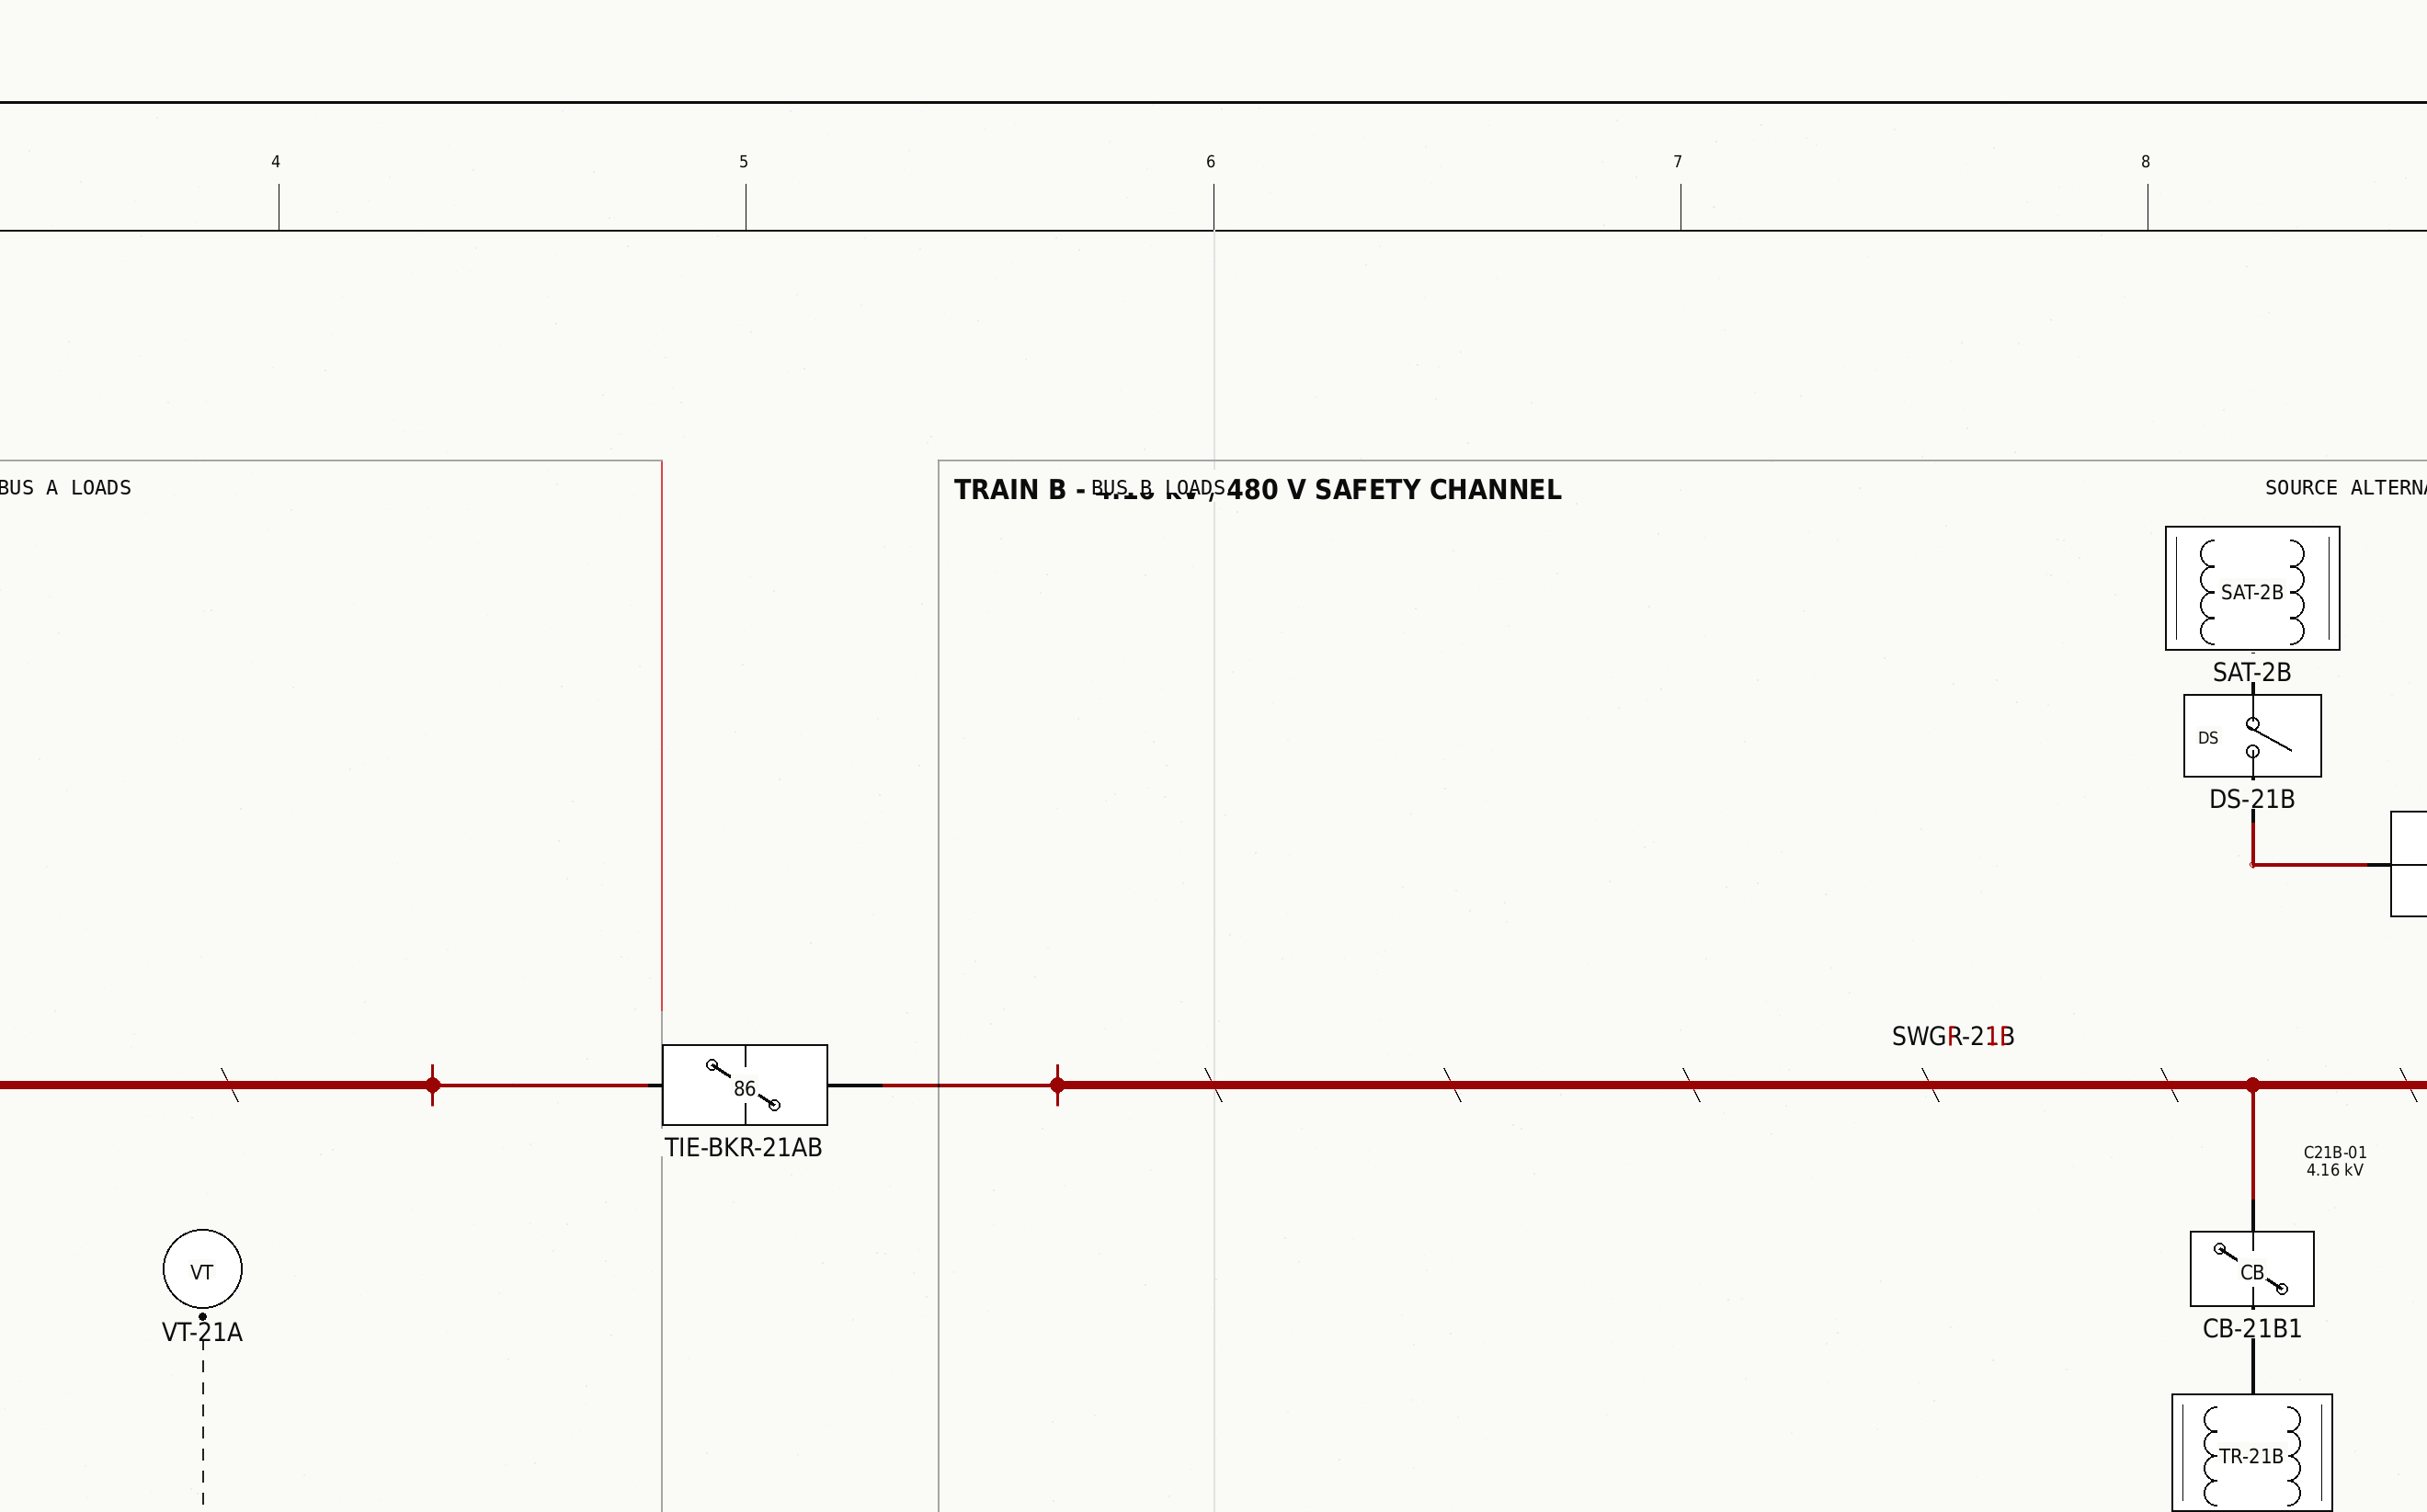 4 5 6 7 8
BUS A LOADS
TRAIN B - 480 V SAFETY CHANNEL
BUS B LOADS
SOURCE
SAT-2B
SAT-2B
DS
DS-21B
SWGR-21B
86
TIE-BKR-21AB
C21B-01
4.16 kV
VT
VT-21A
CB
CB-21B1
TR-21B